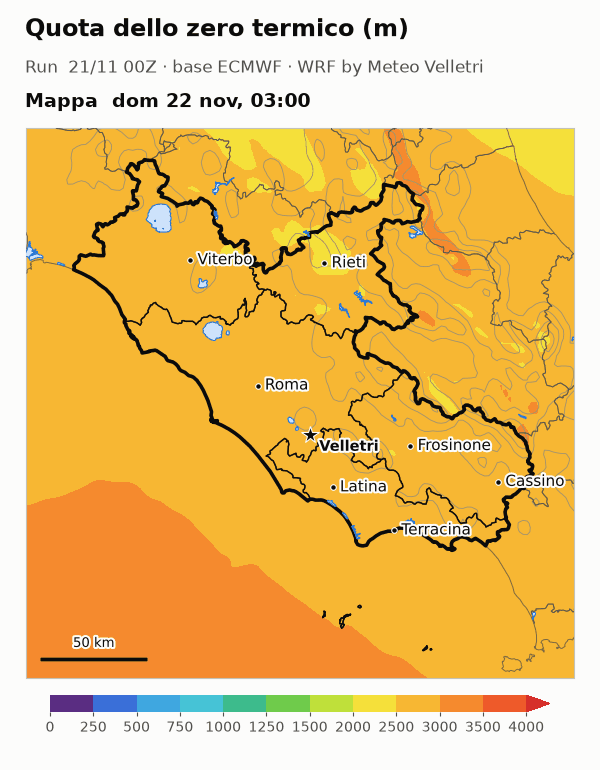 Quota dello zero termico (m)
Run 21/11 00Z · base ECMWF · WRF by Meteo Velletri
Mappa dom 22 nov, 03:00
Viterbo
Rieti
Roma
Velletri
Frosinone
Cassino
Latina
Terracina
50 km
0 250 500 750 1000 1250 1500 2000 2500 3000 3500 4000